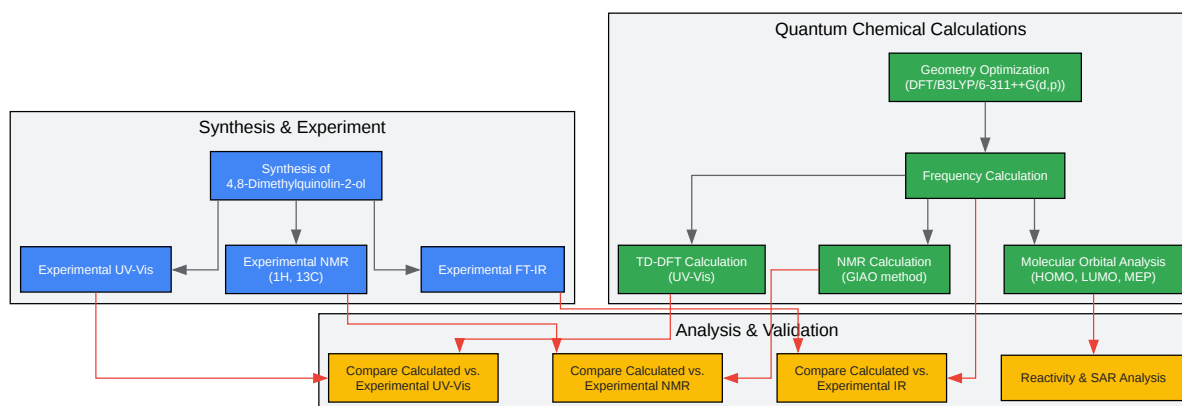 Quantum Chemical Calculations
Geometry Optimization
(DFT/B3LYP/6-311++G(d,p))
Synthesis & Experiment
Synthesis of
4,8-Dimethylquinolin-2-ol
Frequency Calculation
Experimental UV-Vis
Experimental NMR
(1H, 13C)
Experimental FT-IR
TD-DFT Calculation
(UV-Vis)
NMR Calculation
(GIAO method)
Molecular Orbital Analysis
(HOMO, LUMO, MEP)
Analysis & Validation
Compare Calculated vs.
Experimental UV-Vis
Compare Calculated vs.
Experimental NMR
Compare Calculated vs.
Experimental IR
Reactivity & SAR Analysis